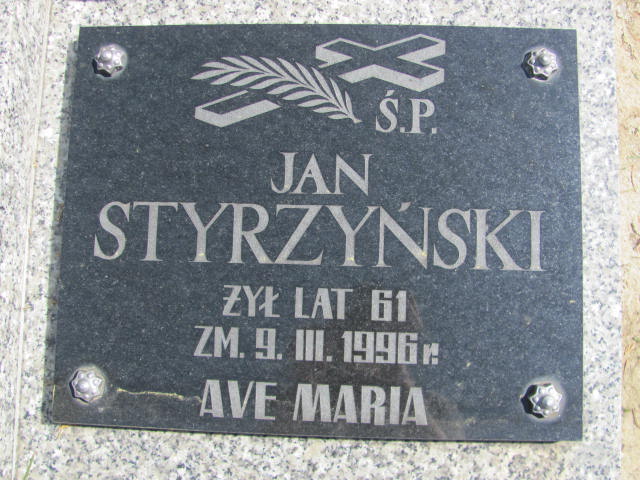 Ś.P.
JAN
STYRZYŃSKI
ŻYŁ LAT 61
ZM. 9. III. 1996 r.
AVE MARIA